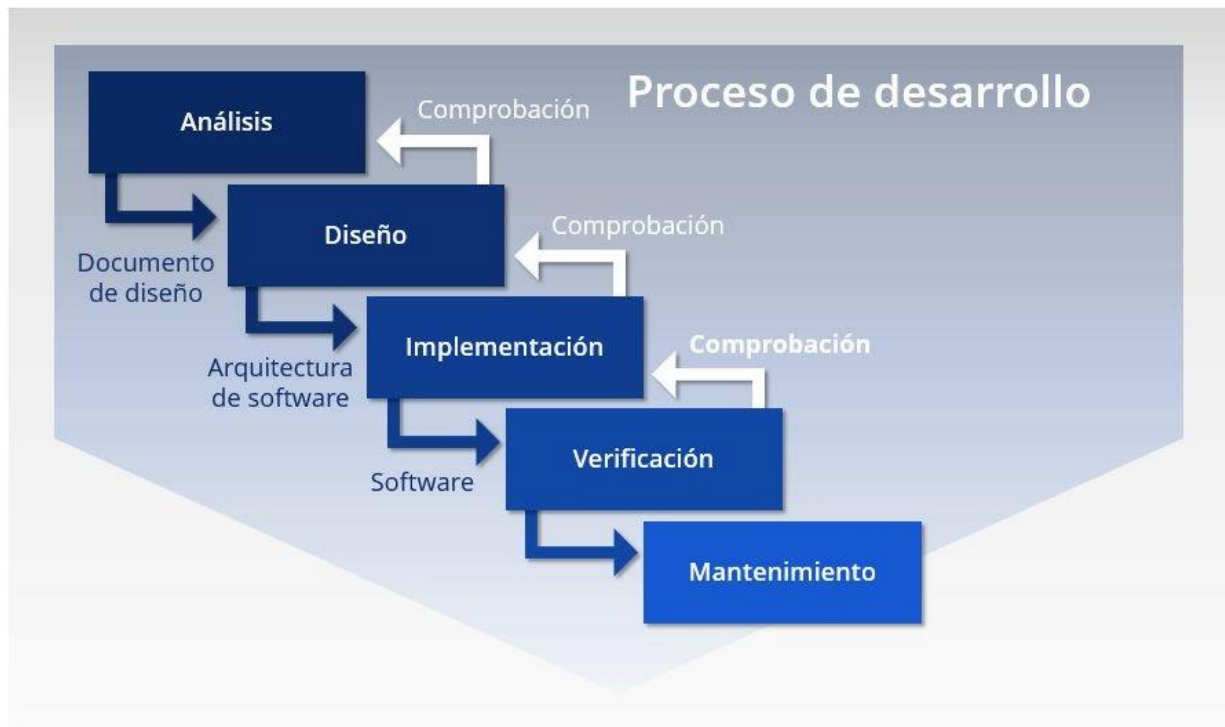 Proceso de desarrollo
Análisis
Comprobación
Diseño
Comprobación
Documento
de diseño
Implementación
Comprobación
Arquitectura
de software
Verificación
Software
Mantenimiento